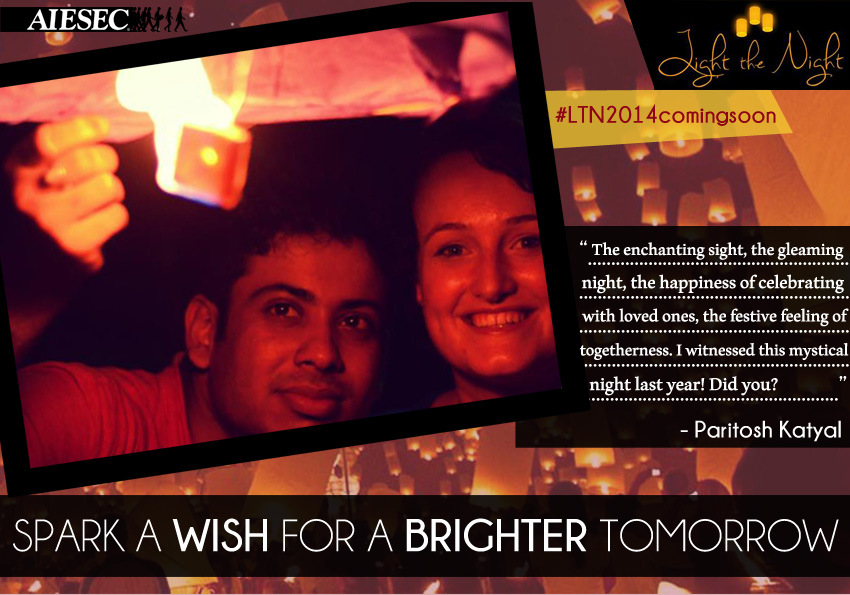 AIESEC
Light the Night
#LTN2014comingsoon
“ The enchanting sight, the gleaming
night, the happiness of celebrating
with loved ones, the festive feeling of
togetherness. I witnessed this mystical
night last year! Did you? ”
- Paritosh Katyal
SPARK A WISH FOR A BRIGHTER TOMORROW